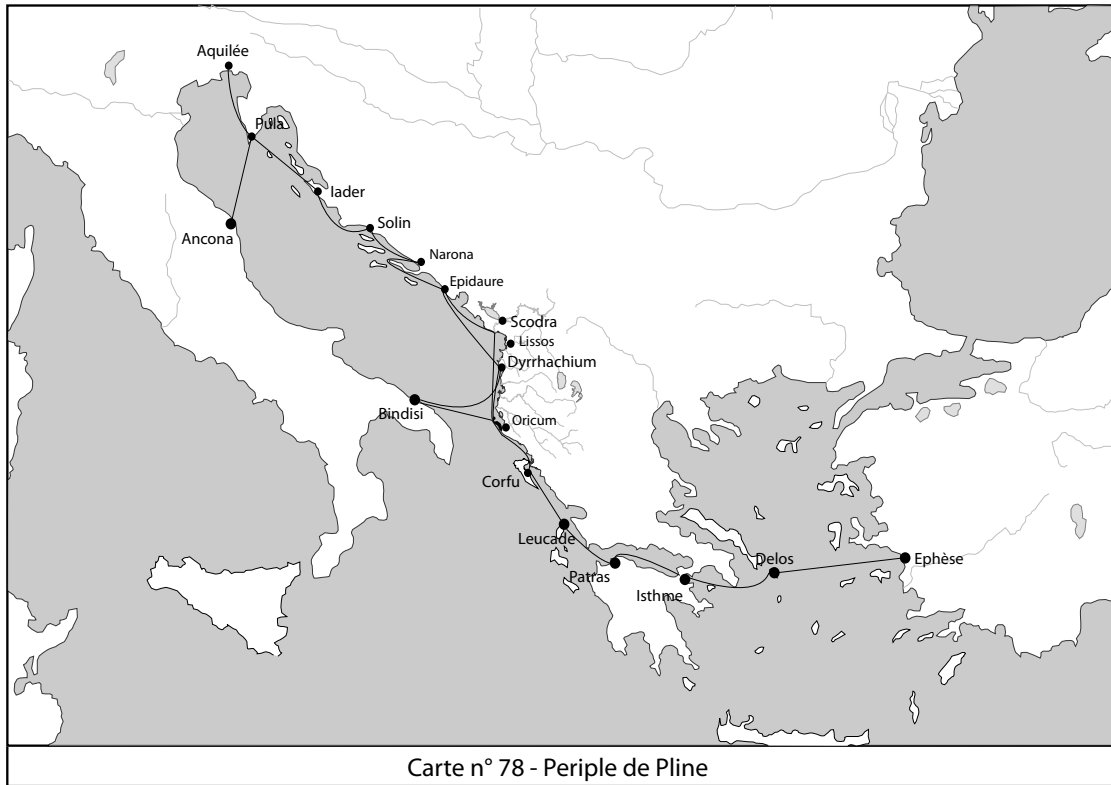 Aquilée
Pula
Iader
Ancona
Solin
Narona
Epidaure
Scodra
Lissos
Dyrrhachium
Bindisi
Oricum
Corfu
Leucade
Patras
Isthme
Delos
Ephèse
Carte n° 78 - Periple de Pline